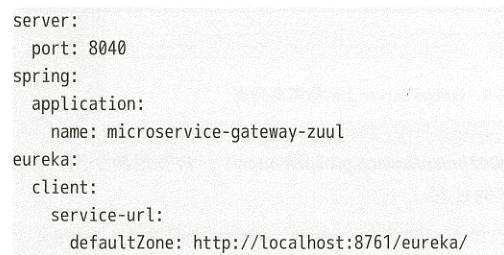 server:
  port: 8040
spring:
  application:
    name: microservice-gateway-zuul
eureka:
  client:
    service-url:
      defaultZone: http://localhost:8761/eureka/